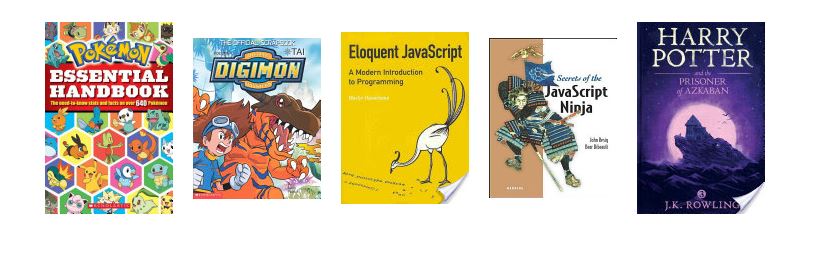 Pokémon
ESSENTIAL
HANDBOOK
The need-to-know stats and facts on over 640 Pokémon
SCHOLASTIC
THE OFFICIAL SCRAPBOOK
TAI
DIGIMON
Eloquent JavaScript
A Modern Introduction
to Programming
Marijn Haverbeke
Secrets of the
JavaScript
Ninja
John Resig
Bear Bibeault
MANNING
HARRY
POTTER
and the
PRISONER
of AZKABAN
3
J.K. ROWLING